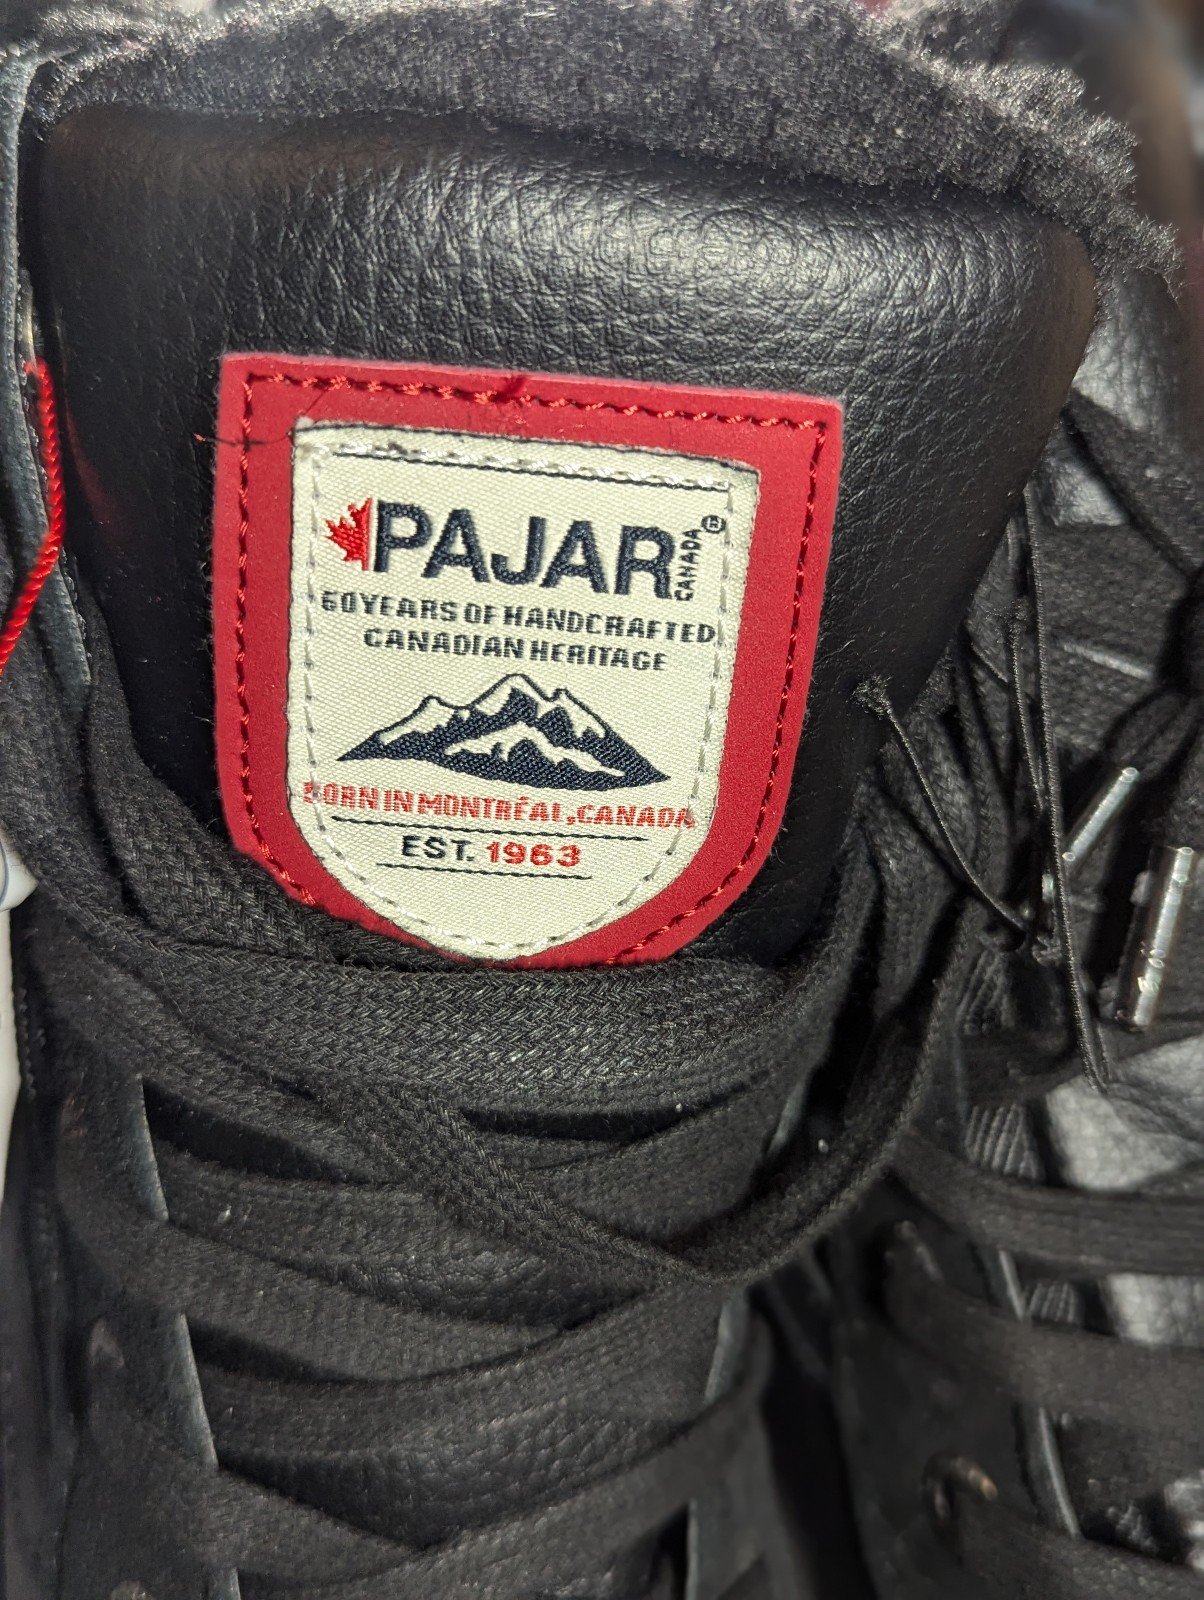 PAJAR CANADA ®
60 YEARS OF HANDCRAFTED
CANADIAN HERITAGE
BORN IN MONTRÉAL, CANADA
EST. 1963